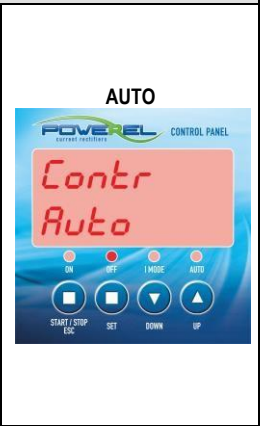 AUTO
POWEREL
current rectifiers
CONTROL PANEL
Contr
Auto
ON OFF I MODE AUTO
START / STOP
ESC
SET DOWN UP